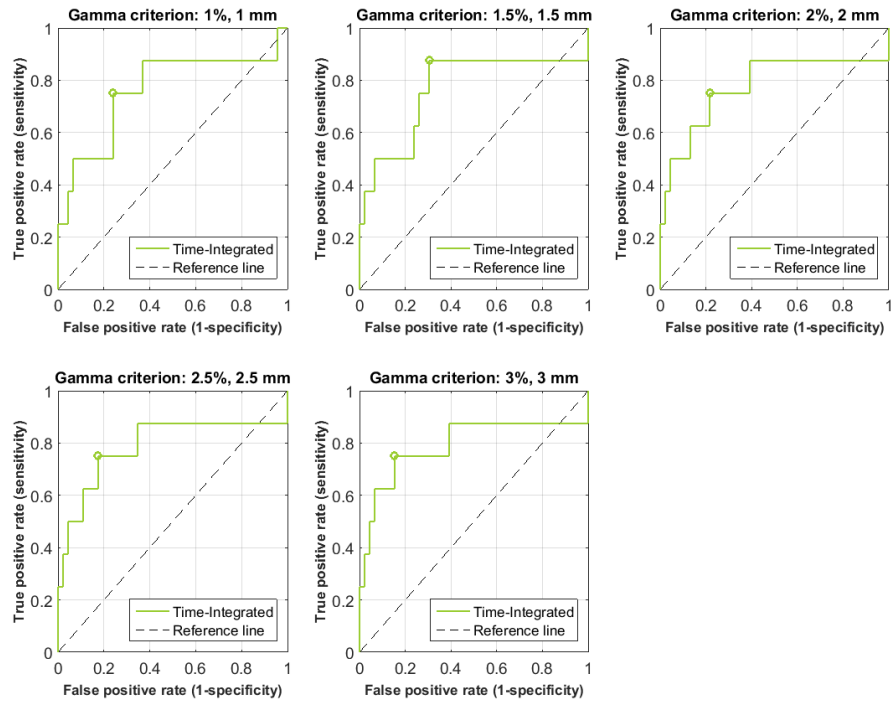 Gamma criterion: 1%, 1 mm
1
0.8
0.6
0.4
0.2
0
True positive rate (sensitivity)
Time-Integrated
Reference line
0 0.2 0.4 0.6 0.8 1
False positive rate (1-specificity)
Gamma criterion: 1.5%, 1.5 mm
1
0.8
0.6
0.4
0.2
0
True positive rate (sensitivity)
Time-Integrated
Reference line
0 0.2 0.4 0.6 0.8 1
False positive rate (1-specificity)
Gamma criterion: 2%, 2 mm
1
0.8
0.6
0.4
0.2
0
True positive rate (sensitivity)
Time-Integrated
Reference line
0 0.2 0.4 0.6 0.8 1
False positive rate (1-specificity)
Gamma criterion: 2.5%, 2.5 mm
1
0.8
0.6
0.4
0.2
0
True positive rate (sensitivity)
Time-Integrated
Reference line
0 0.2 0.4 0.6 0.8 1
False positive rate (1-specificity)
Gamma criterion: 3%, 3 mm
1
0.8
0.6
0.4
0.2
0
True positive rate (sensitivity)
Time-Integrated
Reference line
0 0.2 0.4 0.6 0.8 1
False positive rate (1-specificity)